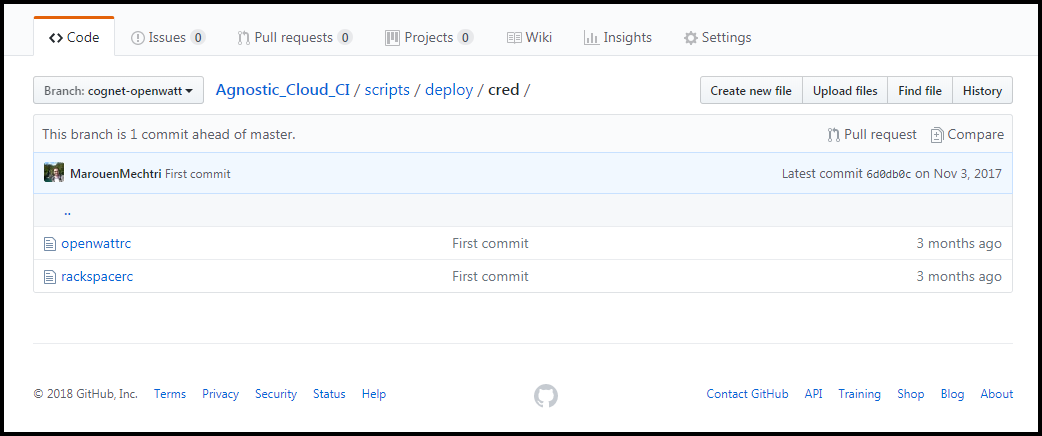 Code Issues 0 Pull requests 0 Projects 0 Wiki Insights Settings
Branch: cognet-openwatt Agnostic_Cloud_CI / scripts / deploy / cred / Create new file Upload files Find file History
This branch is 1 commit ahead of master. Pull request Compare
MarouenMechtri First commit Latest commit 6d0db0c on Nov 3, 2017
..
openwattrc First commit 3 months ago
rackspacerc First commit 3 months ago
© 2018 GitHub, Inc. Terms Privacy Security Status Help Contact GitHub API Training Shop Blog About